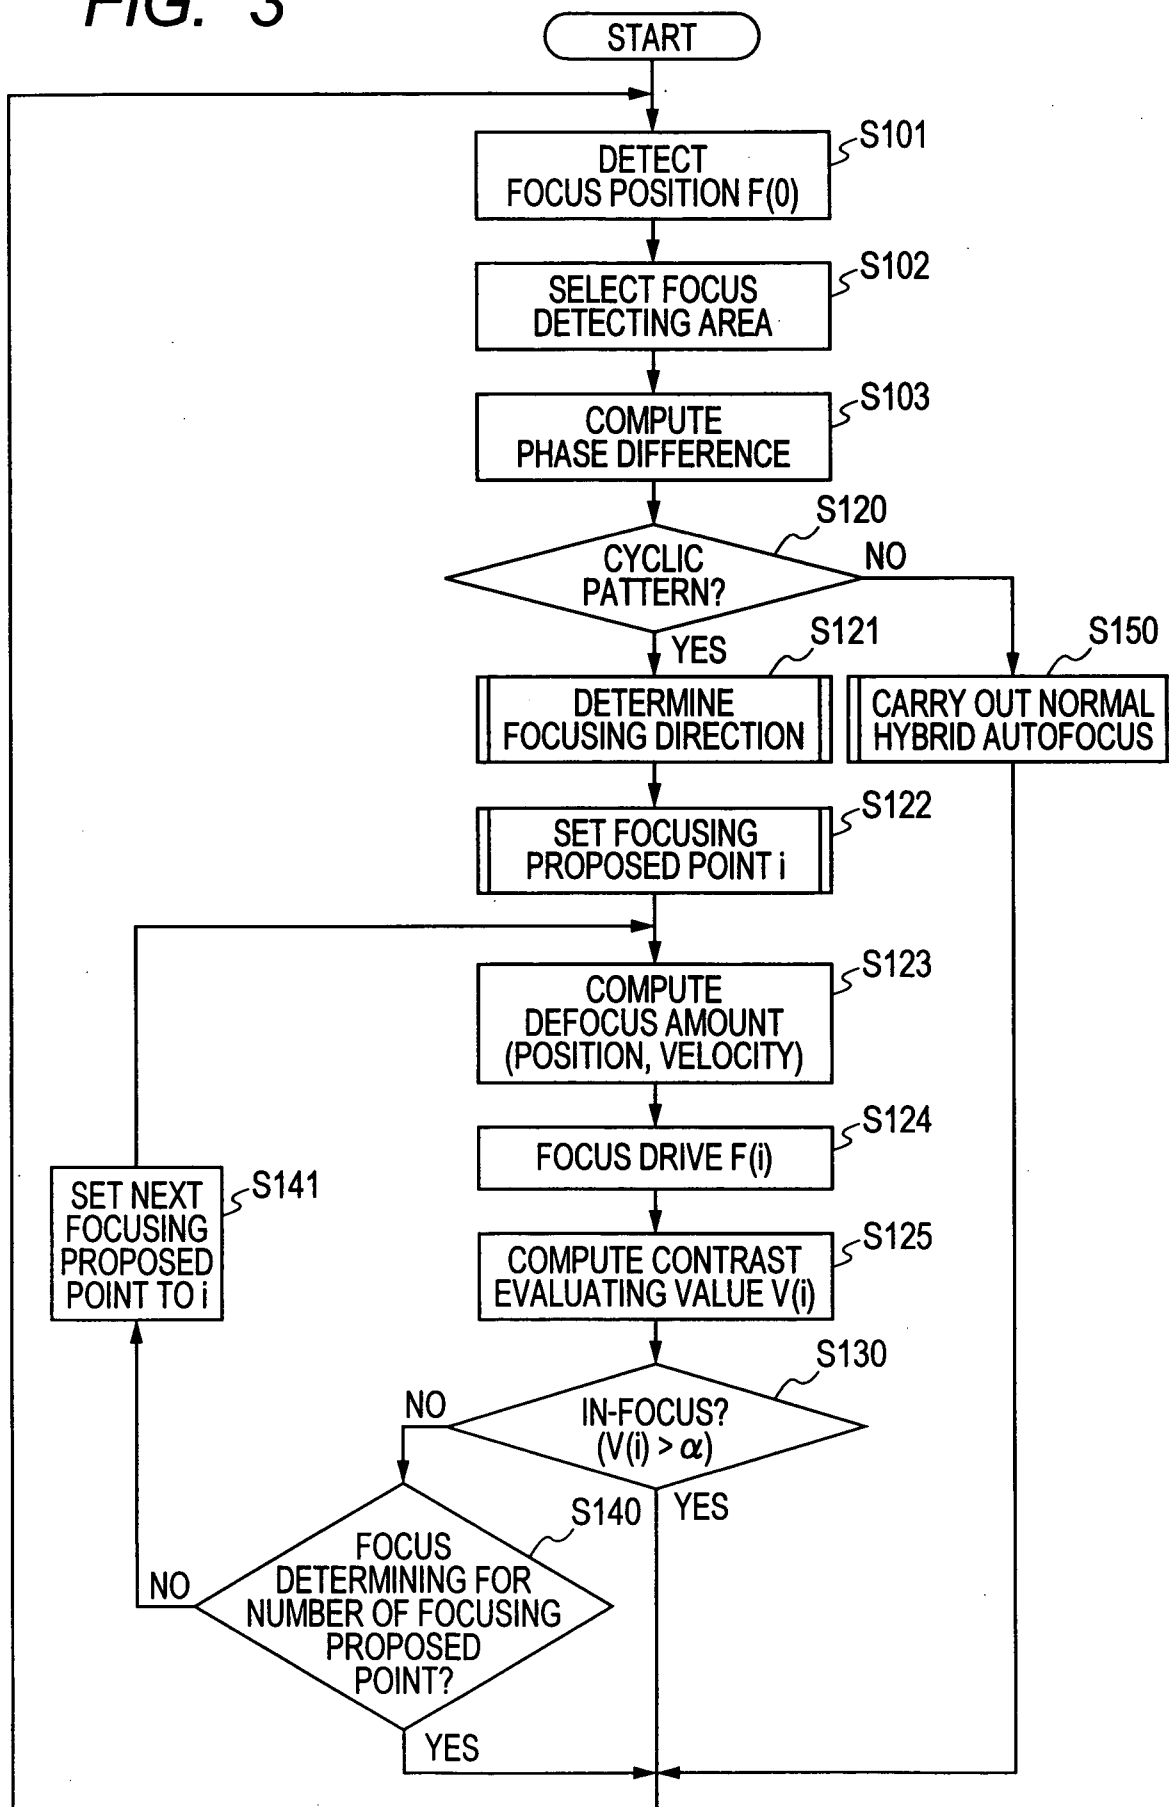 FIG. 3
START
S101
DETECT
FOCUS POSITION F(0)
S102
SELECT FOCUS
DETECTING AREA
S103
COMPUTE
PHASE DIFFERENCE
S120
CYCLIC
PATTERN?
NO
YES
S121
DETERMINE
FOCUSING DIRECTION
S150
CARRY OUT NORMAL
HYBRID AUTOFOCUS
S122
SET FOCUSING
PROPOSED POINT i
S123
COMPUTE
DEFOCUS AMOUNT
(POSITION, VELOCITY)
S124
FOCUS DRIVE F(i)
S141
SET NEXT
FOCUSING
PROPOSED
POINT TO i
S125
COMPUTE CONTRAST
EVALUATING VALUE V(i)
S130
IN-FOCUS?
(V(i) > α)
NO
YES
S140
FOCUS
DETERMINING FOR
NUMBER OF FOCUSING
PROPOSED
POINT?
NO
YES